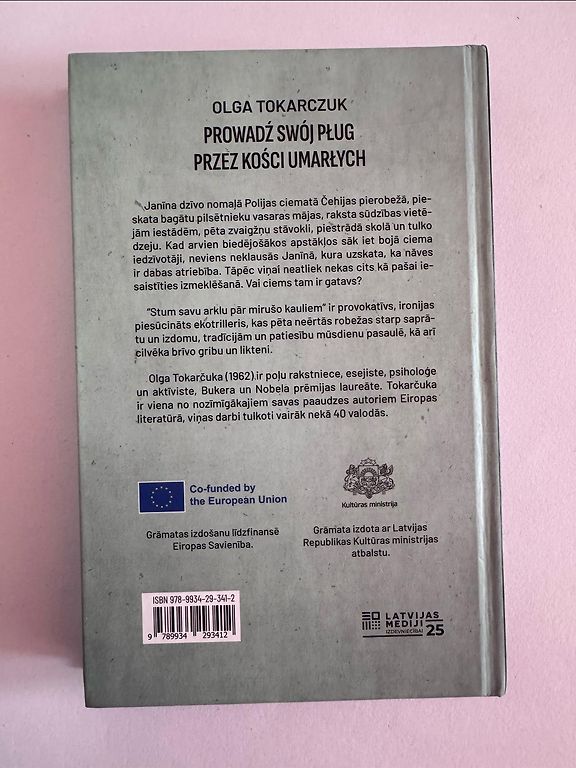 OLGA TOKARCZUK
PROWADŹ SWÓJ PŁUG
PRZEZ KOŚCI UMARŁYCH
Janīna dzīvo nomaļā Polijas ciematā Čehijas pierobežā, pie-
skata bagātu pilsētnieku vasaras mājas, raksta sūdzības vietē-
jām iestādēm, pēta zvaigžņu stāvokli, piestrādā skolā un tulko
dzeju. Kad arvien biedējošākos apstākļos sāk iet bojā ciema
iedzīvotāji, neviens neklausās Janīnā, kura uzskata, ka nāves
ir dabas atriebība. Tāpēc viņai neatliek nekas cits kā pašai ie-
saistīties izmeklēšanā. Vai ciems tam ir gatavs?
"Stum savu arklu pār mirušo kauliem" ir provokatīvs, ironijas
piesūcināts ekotrilleris, kas pēta neērtās robežas starp saprā-
tu un izdomu, tradīcijām un patiesību mūsdienu pasaulē, kā arī
cilvēka brīvo gribu un likteni.
Olga Tokarčuka (1962) ir poļu rakstniece, esejiste, psiholoģe
un aktīviste, Bukera un Nobela prēmijas laureāte. Tokarčuka
ir viena no nozīmīgākajiem savas paaudzes autoriem Eiropas
literatūrā, viņas darbi tulkoti vairāk nekā 40 valodās.
Co-funded by
the European Union
Grāmatas izdošanu līdzfinansē
Eiropas Savienība.
Kultūras ministrija
Grāmata izdota ar Latvijas
Republikas Kultūras ministrijas
atbalstu.
ISBN 978-9934-29-341-2
9 789934 293412
LATVIJAS
MEDIJI
IZDEVNIECĪBAI 25